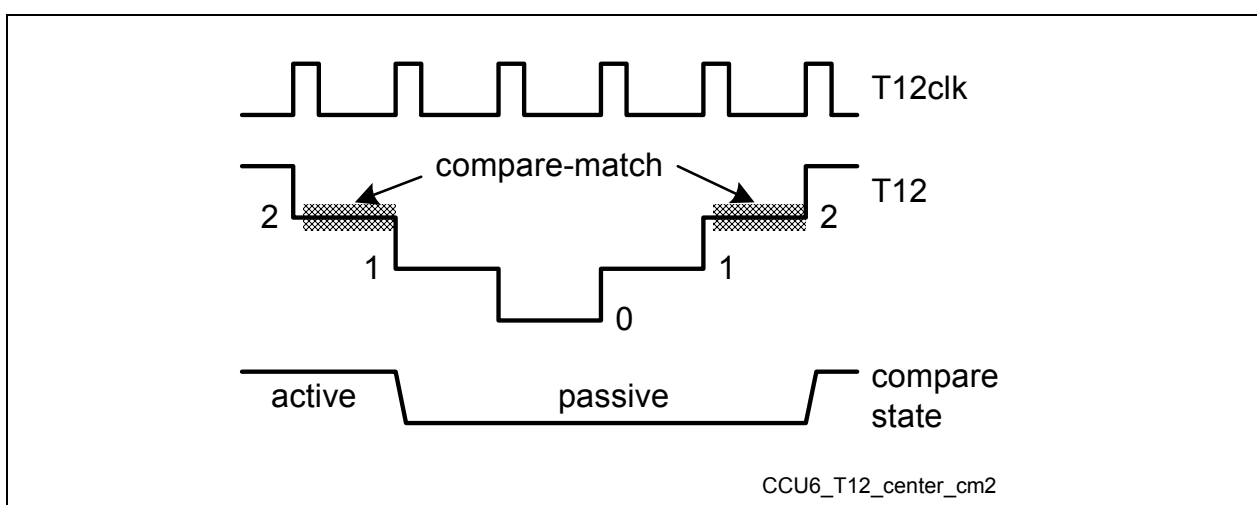 T12clk
compare-match
T12
2
2
1
1
0
active
passive
compare
state
CCU6_T12_center_cm2